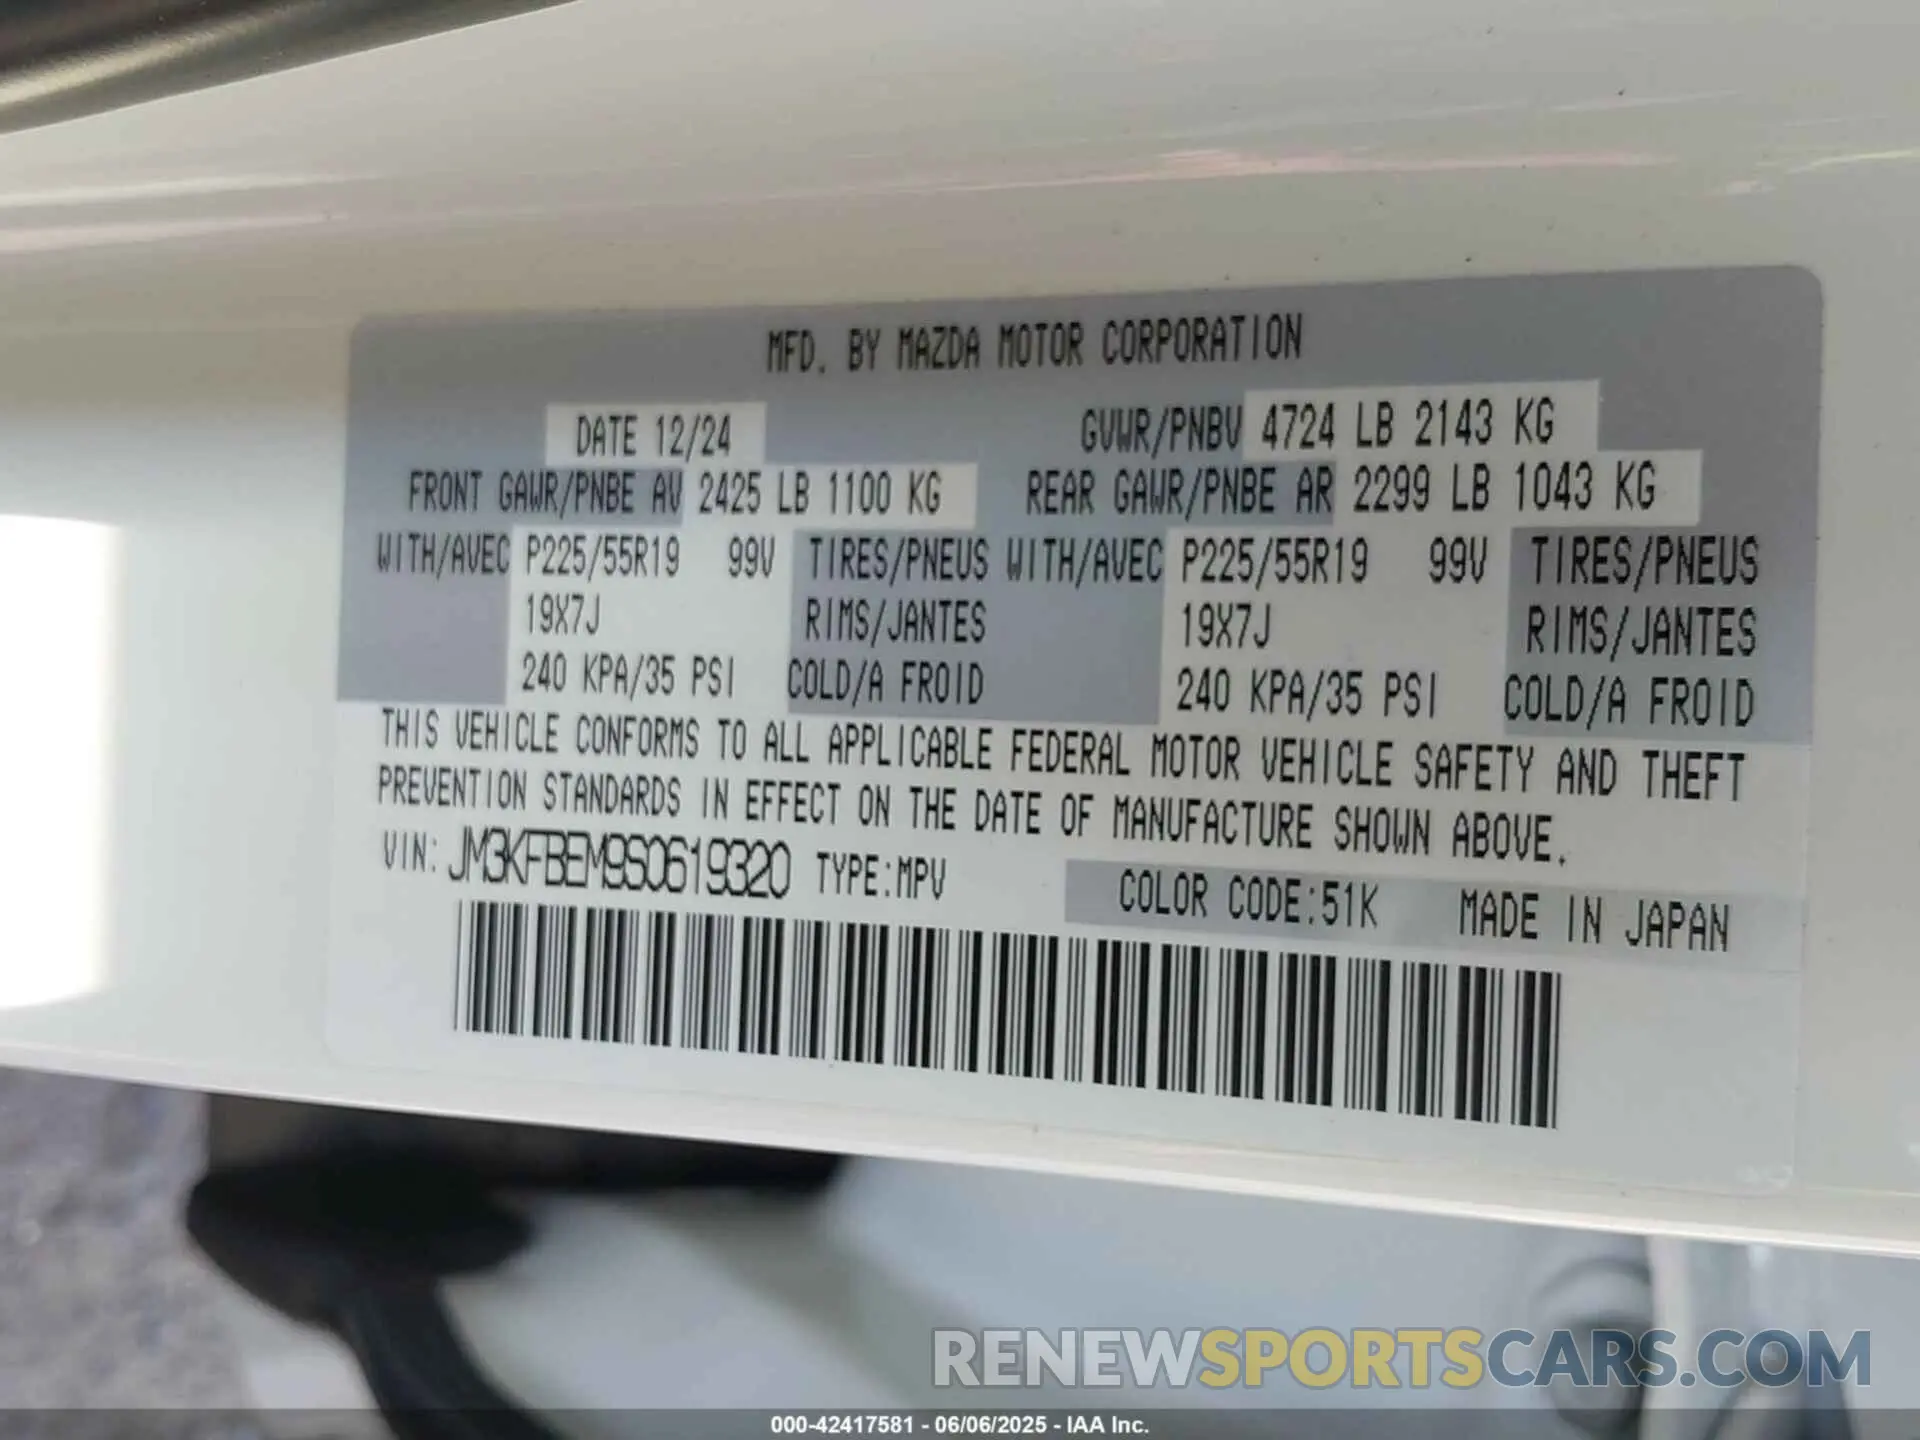 MFD. BY MAZDA MOTOR CORPORATION
DATE 12/24 GVWR/PNBV 4724 LB 2143 KG
FRONT GAWR/PNBE AV 2425 LB 1100 KG REAR GAWR/PNBE AR 2299 LB 1043 KG
WITH/AVEC P225/55R19 99V TIRES/PNEUS WITH/AVEC P225/55R19 99V TIRES/PNEUS
19X7J RIMS/JANTES 19X7J RIMS/JANTES
240 KPA/35 PSI COLD/A FROID 240 KPA/35 PSI COLD/A FROID
THIS VEHICLE CONFORMS TO ALL APPLICABLE FEDERAL MOTOR VEHICLE SAFETY AND THEFT
PREVENTION STANDARDS IN EFFECT ON THE DATE OF MANUFACTURE SHOWN ABOVE.
VIN: JM3KFBEM9S0619320 TYPE:MPV COLOR CODE:51K MADE IN JAPAN
RENEWSPORTSCARS.COM
000-42417581 - 06/06/2025 - IAA Inc.